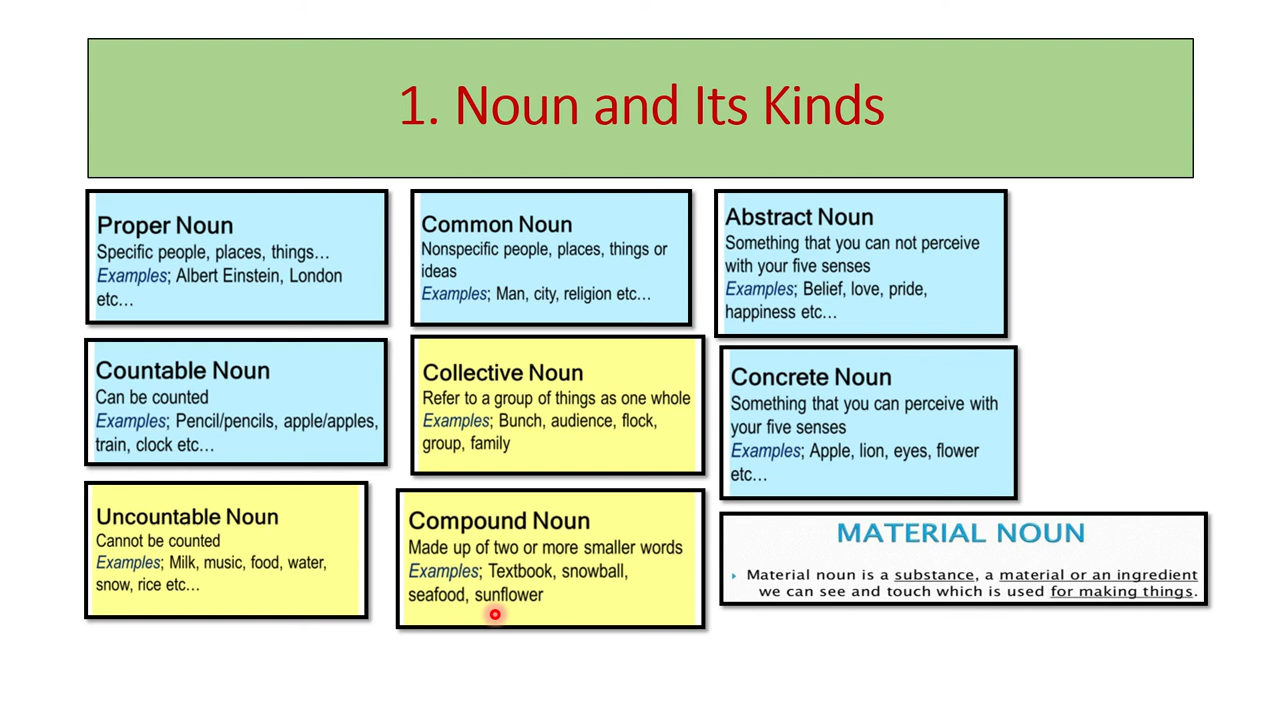 1. Noun and Its Kinds
Proper Noun
Specific people, places, things…
Examples; Albert Einstein, London
etc…
Common Noun
Nonspecific people, places, things or
ideas
Examples; Man, city, religion etc…
Abstract Noun
Something that you can not perceive
with your five senses
Examples; Belief, love, pride,
happiness etc…
Countable Noun
Can be counted
Examples; Pencil/pencils, apple/apples,
train, clock etc…
Collective Noun
Refer to a group of things as one whole
Examples; Bunch, audience, flock,
group, family
Concrete Noun
Something that you can perceive with
your five senses
Examples; Apple, lion, eyes, flower
etc…
Uncountable Noun
Cannot be counted
Examples; Milk, music, food, water,
snow, rice etc…
Compound Noun
Made up of two or more smaller words
Examples; Textbook, snowball,
seafood, sunflower
MATERIAL NOUN
Material noun is a substance, a material or an ingredient
we can see and touch which is used for making things.